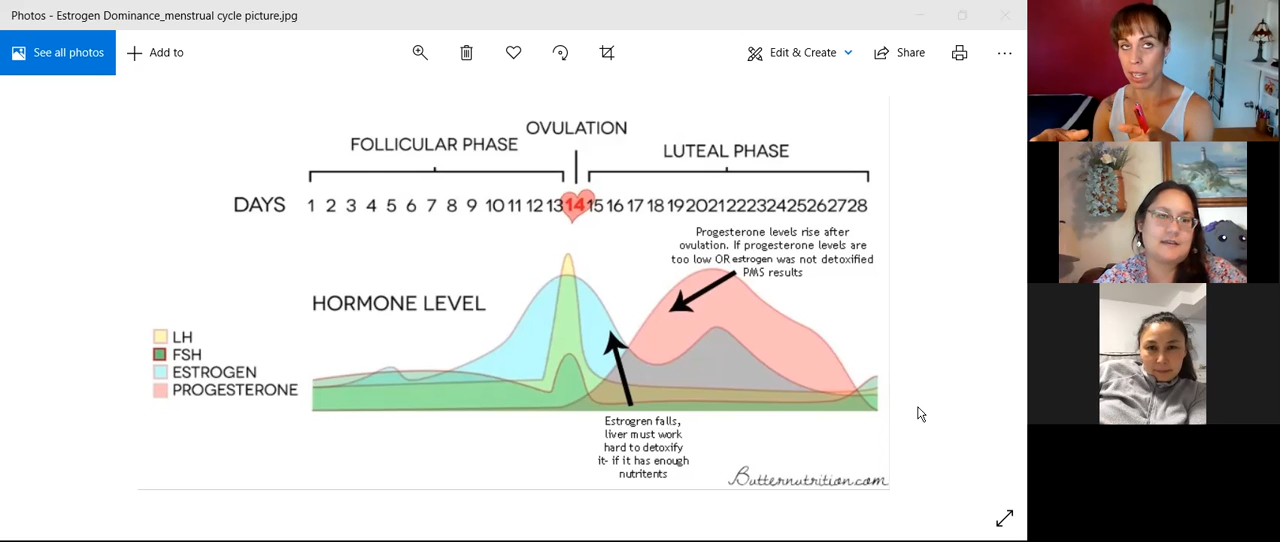 Photos - Estrogen Dominance_menstrual cycle picture.jpg
See all photos
Add to
Edit & Create
Share
OVULATION
FOLLICULAR PHASE
LUTEAL PHASE
DAYS 1 2 3 4 5 6 7 8 9 10 11 12 13 14 15 16 17 18 19 20 21 22 23 24 25 26 27 28
Progesterone levels rise after
ovulation. If progesterone levels are
too low OR estrogen was not detoxified
PMS results
HORMONE LEVEL
LH
FSH
ESTROGEN
PROGESTERONE
Estrogren falls,
liver must work
hard to detoxify
it- if it has enough
nutritents
Butternutrition.com